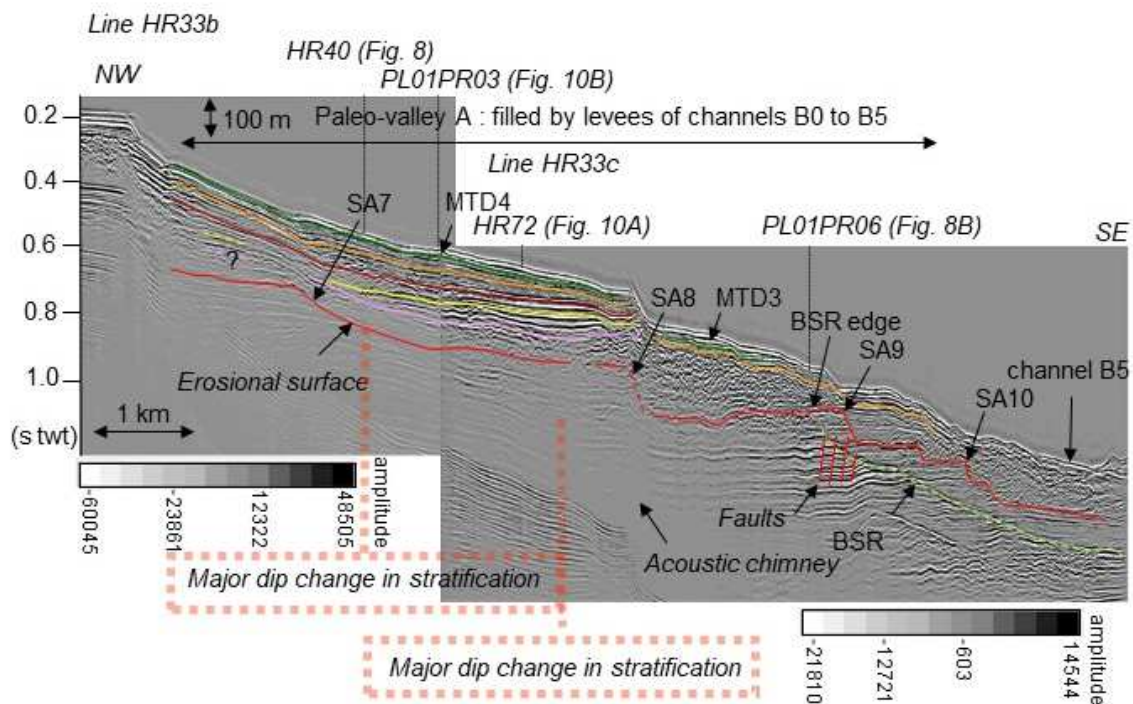 Line HR33b
HR40 (Fig. 8)
NW
PL01PR03 (Fig. 10B)
0.2
100 m
Paleo-valley A : filled by levees of channels B0 to B5
Line HR33c
0.4
SA7
MTD4
HR72 (Fig. 10A)
PL01PR06 (Fig. 8B)
SE
0.6
?
SA8
MTD3
0.8
BSR edge
SA9
channel B5
1.0
Erosional surface
SA10
1 km
(s twt)
amplitude
-60045
-23861
12322
48505
Faults
BSR
Acoustic chimney
Major dip change in stratification
Major dip change in stratification
amplitude
-21810
-12721
-603
14544